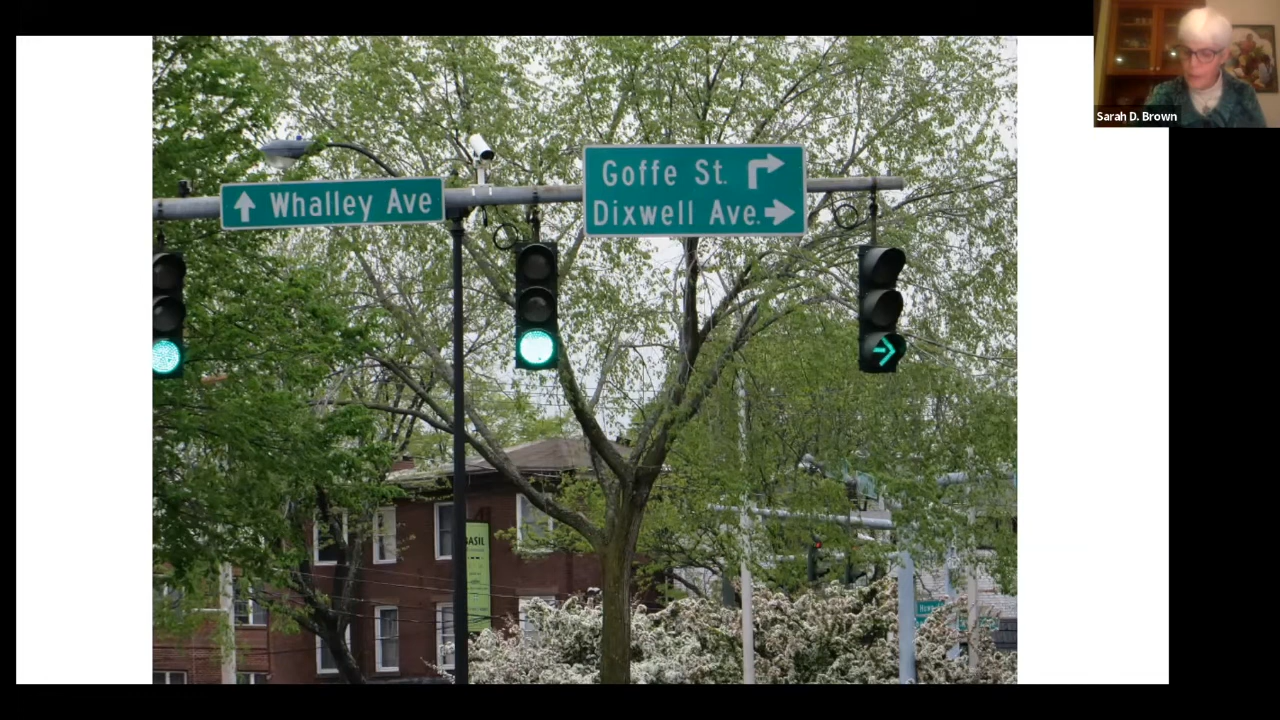 Sarah D. Brown
Whalley Ave
Goffe St.
Dixwell Ave.
BASIL